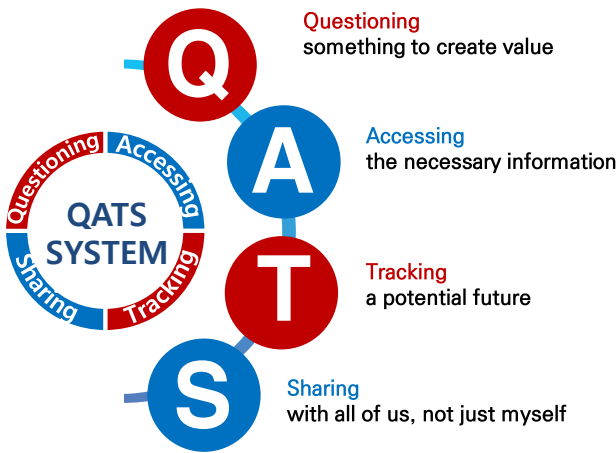 Questioning
Accessing
QATS
SYSTEM
Sharing
Tracking
Q
Questioning
something to create value
A
Accessing
the necessary information
T
Tracking
a potential future
S
Sharing
with all of us, not just myself